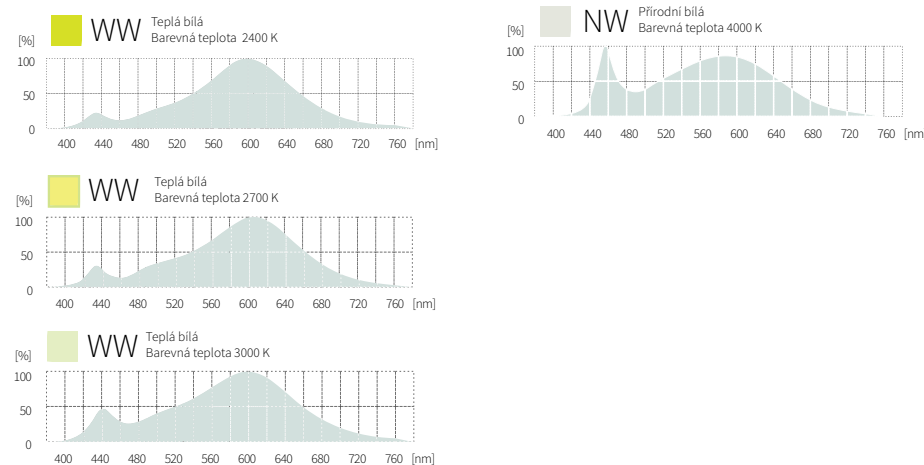 WW
Teplá bílá
Barevná teplota 2400 K
[%]
100
50
0
400 440 480 520 560 600 640 680 720 760 [nm]
NW
Přírodní bílá
Barevná teplota 4000 K
[%]
100
50
0
400 440 480 520 560 600 640 680 720 760 [nm
WW
Teplá bílá
Barevná teplota 2700 K
[%]
100
50
0
400 440 480 520 560 600 640 680 720 760 [nm]
WW
Teplá bílá
Barevná teplota 3000 K
[%]
100
50
0
400 440 480 520 560 600 640 680 720 760 [nm]